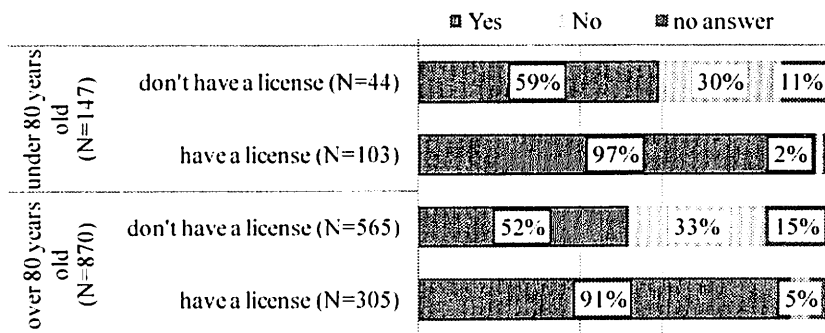 Yes No no answer
under 80 years old (N=147)
don't have a license (N=44) 59% 30% 11%
have a license (N=103) 97% 2%
over 80 years old (N=870)
don't have a license (N=565) 52% 33% 15%
have a license (N=305) 91% 5%